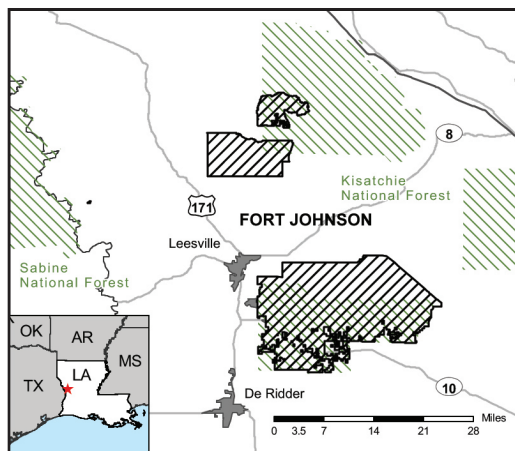 8
Kisatchie
National Forest
171
FORT JOHNSON
Leesville
Sabine
National Forest
OK
AR
MS
TX
LA
De Ridder
10
Miles
0 3.5 7 14 21 28